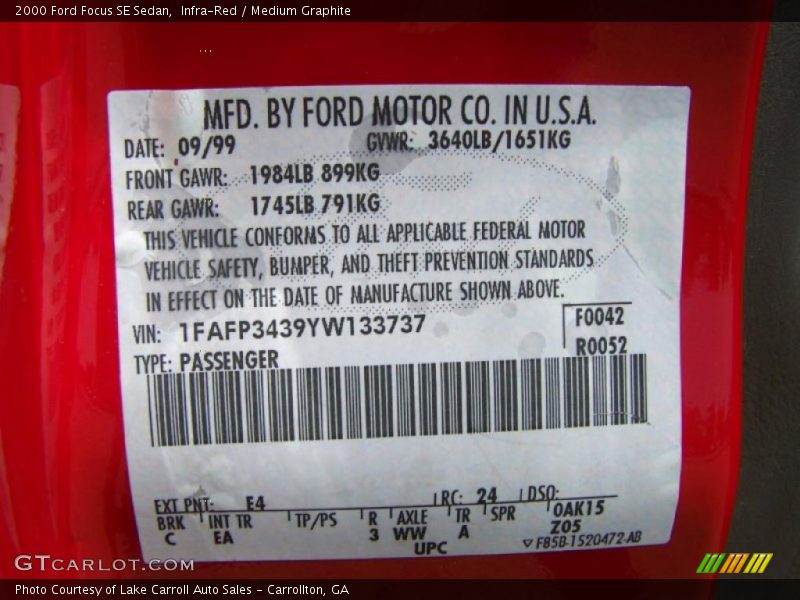 2000 Ford Focus SE Sedan,  Infra-Red / Medium Graphite
...
MFD. BY FORD MOTOR CO. IN U.S.A.
DATE: 09/99 GVWR: 3640LB/1651KG
FRONT GAWR: 1984LB 899KG
REAR GAWR: 1745LB 791KG
THIS VEHICLE CONFORMS TO ALL APPLICABLE FEDERAL MOTOR
VEHICLE SAFETY, BUMPER, AND THEFT PREVENTION STANDARDS
IN EFFECT ON THE DATE OF MANUFACTURE SHOWN ABOVE.
VIN: 1FAFP3439YW133737 F0042
TYPE: PASSENGER R0052
EXT PNT: E4 RC: 24 DSO:
BRK INT TR TP/PS R AXLE TR SPR 0AK15
C EA 3 WW A Z05
UPC ▽F85B-1520472-AB
GTCARLOT.COM
Photo Courtesy of Lake Carroll Auto Sales - Carrollton, GA